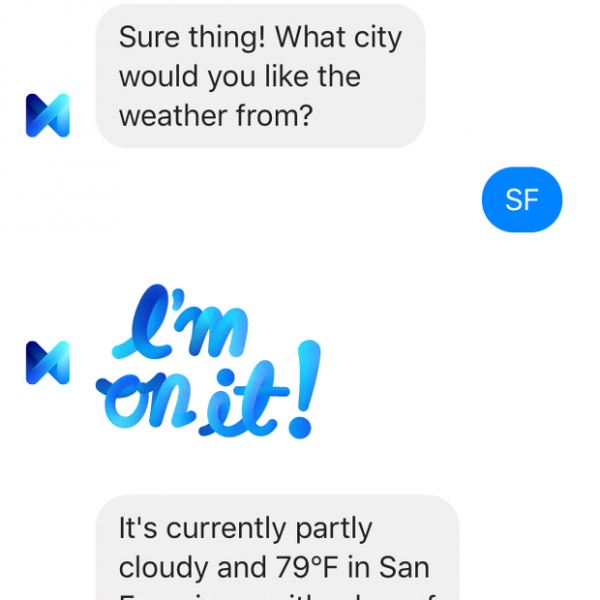 Sure thing! What city
would you like the
weather from?
SF
I'm
on it!
It's currently partly
cloudy and 79°F in San